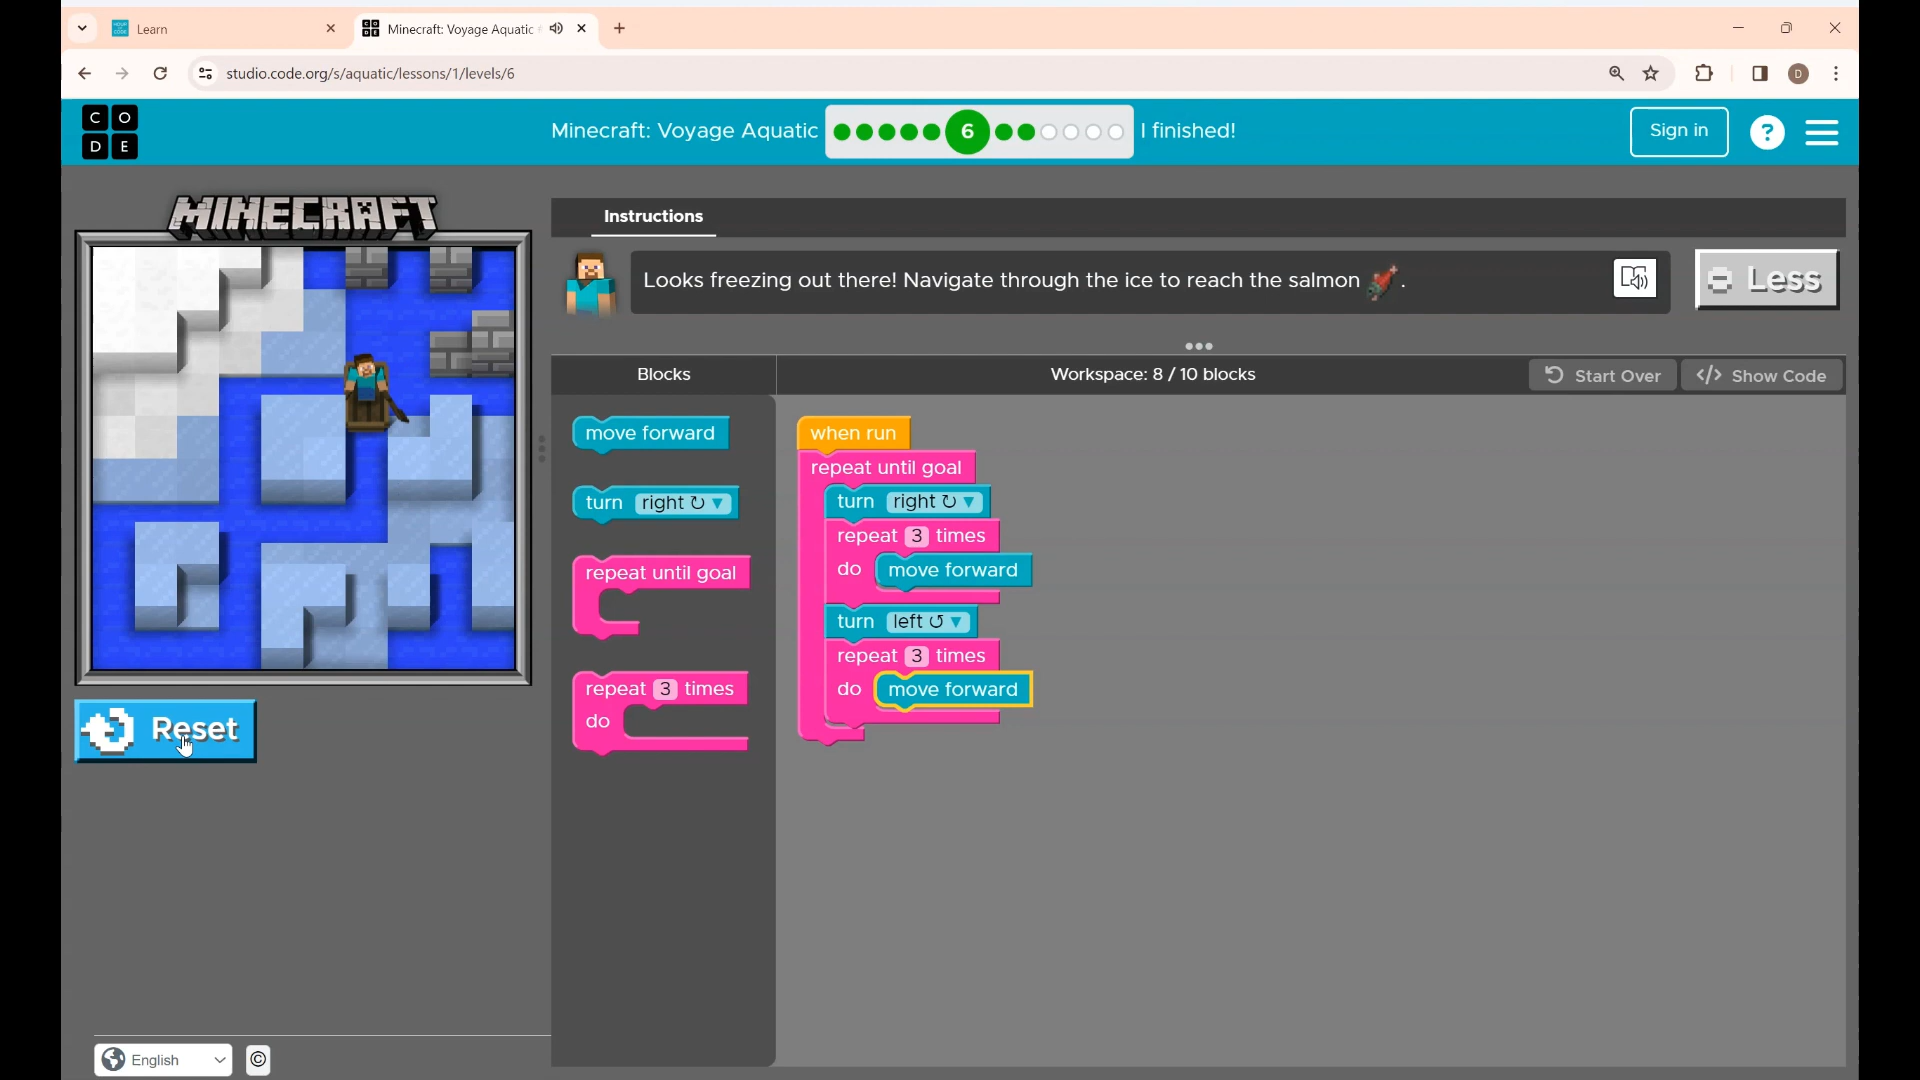 Learn
Minecraft: Voyage Aquatic
studio.code.org/s/aquatic/lessons/1/levels/6
D
C O
D E
Minecraft: Voyage Aquatic
6
I finished!
Sign in
?
MINECRAFT
Instructions
Looks freezing out there! Navigate through the ice to reach the salmon .
Less
Blocks
Workspace: 8 / 10 blocks
Start Over
</> Show Code
move forward
turn right ↻ ▼
repeat until goal
repeat 3 times
do
when run
repeat until goal
turn right ↻ ▼
repeat 3 times
do move forward
turn left ↺ ▼
repeat 3 times
do move forward
Reset
English
©